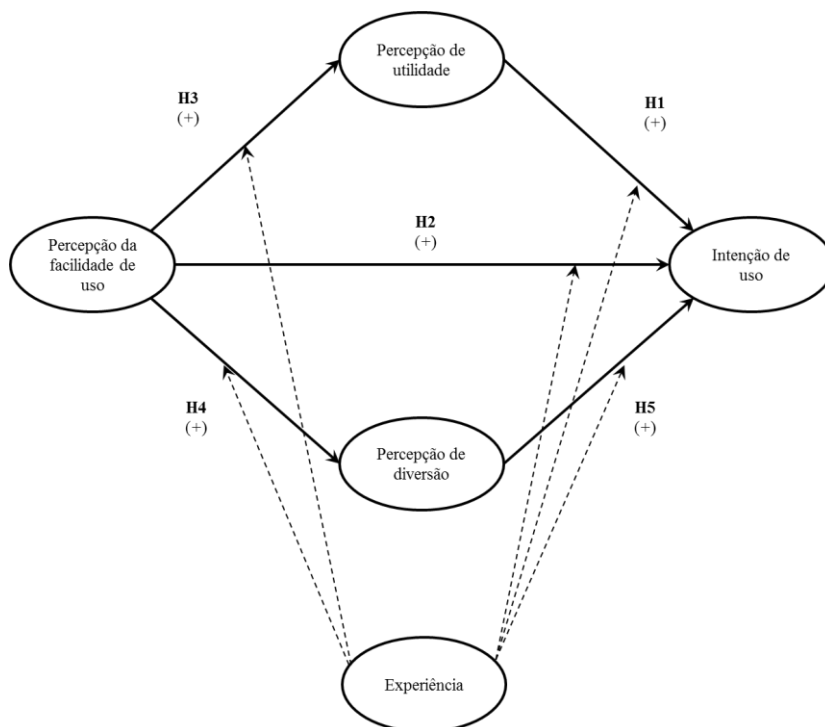 Percepção de
utilidade
H3
(+)
H1
(+)
H2
(+)
Percepção da
facilidade de
uso
Intenção de
uso
H4
(+)
H5
(+)
Percepção de
diversão
Experiência